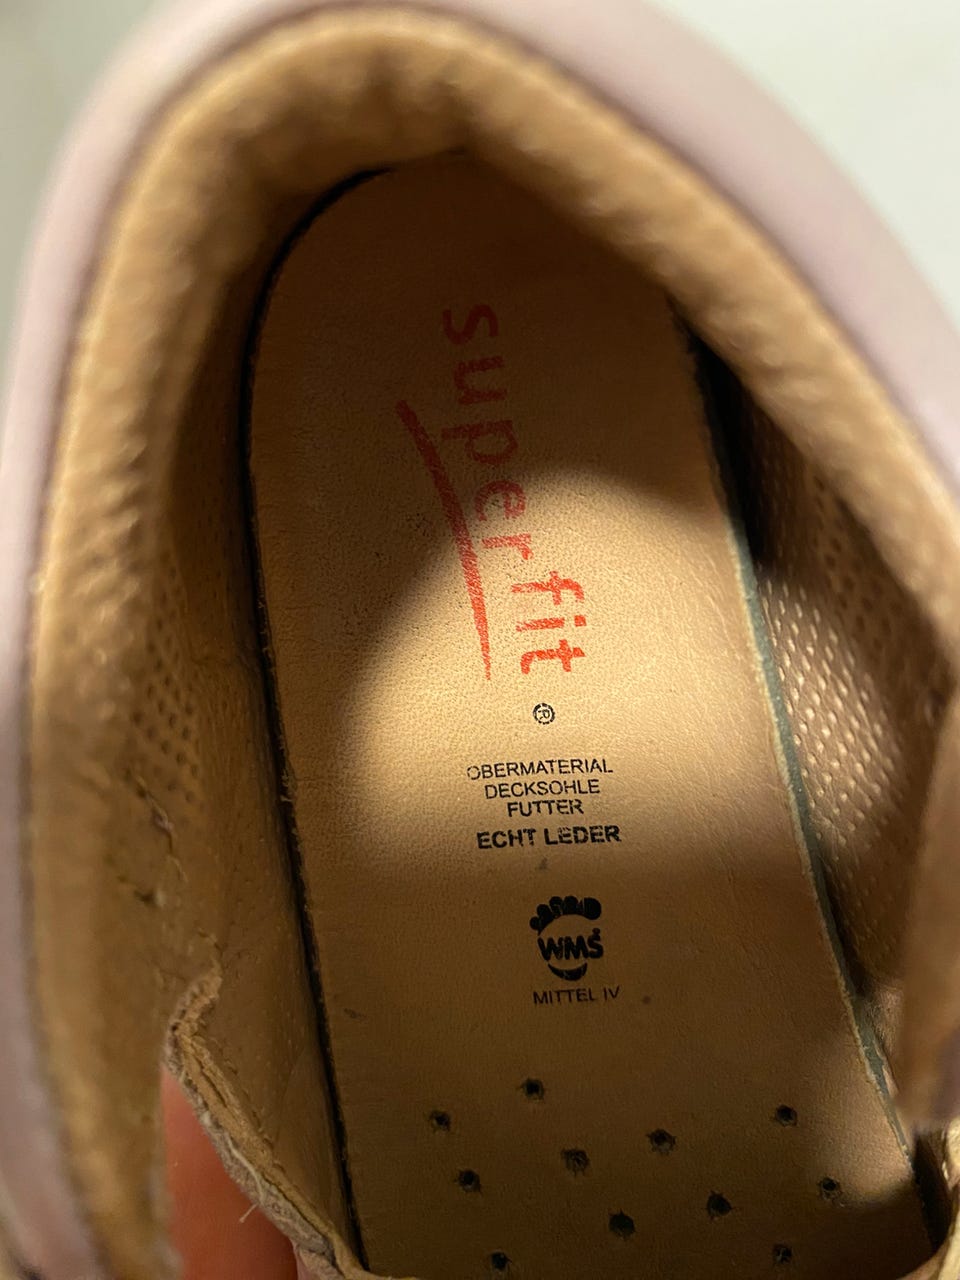 superfit
®
OBERMATERIAL
DECKSOHLE
FUTTER
ECHT LEDER
WMS
MITTEL IV